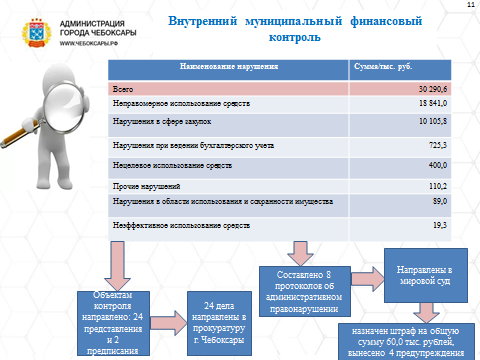 11
АДМИНИСТРАЦИЯ
ГОРОДА ЧЕБОКСАРЫ
WWW.ЧЕБОКСАРЫ.РФ
Внутренний муниципальный финансовый
контроль
Наименование нарушения Сумма/тыс. руб.
Всего 30 290,6
Неправомерное использование средств 18 841,0
Нарушения в сфере закупок 10 105,8
Нарушения при ведении бухгалтерского учета 725,3
Нецелевое использование средств 400,0
Прочие нарушений 110,2
Нарушения в области использования и сохранности имущества 89,0
Неэффективное использование средств 19,3
Объектам
контроля
направлено: 24
представления
и 2
предписания
24 дела
направлены в
прокуратуру
г. Чебоксары
Составлено 8
протоколов об
административном
правонарушении
Направлены в
мировой суд
назначен штраф на общую
сумму 60,0 тыс. рублей,
вынесено 4 предупреждения